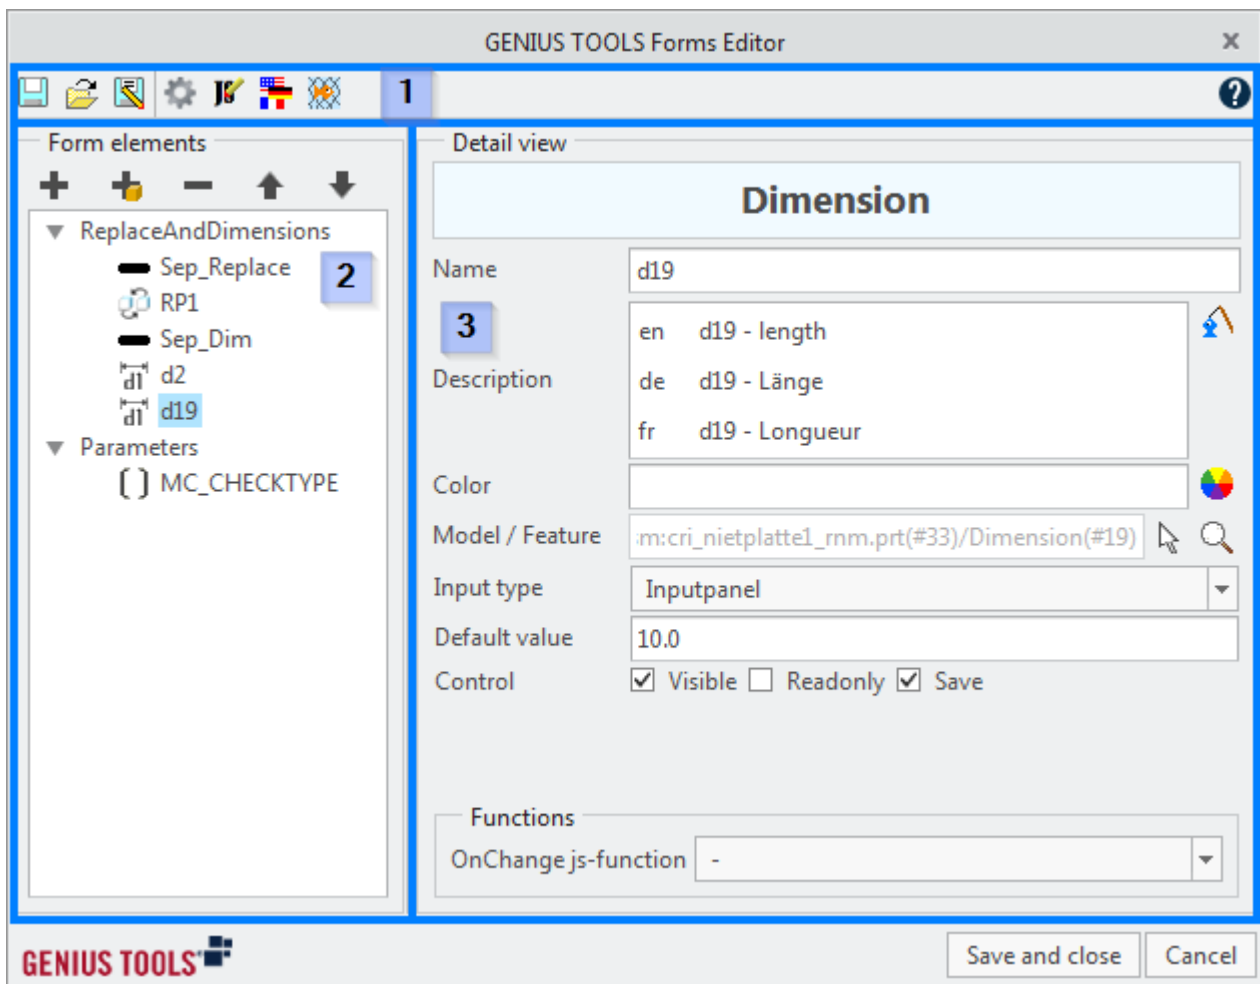 GENIUS TOOLS Forms Editor
1
Form elements
ReplaceAndDimensions
Sep_Replace
2
RP1
Sep_Dim
d2
d19
Parameters
MC_CHECKTYPE
Detail view
Dimension
Name d19
3
Description
en d19 - length
de d19 - Länge
fr d19 - Longueur
Color
Model / Feature :m:cri_nietplatte1_rnm.prt(#33)/Dimension(#19)
Input type Inputpanel
Default value 10.0
Control Visible Readonly Save
Functions
OnChange js-function -
GENIUS TOOLS
Save and close Cancel